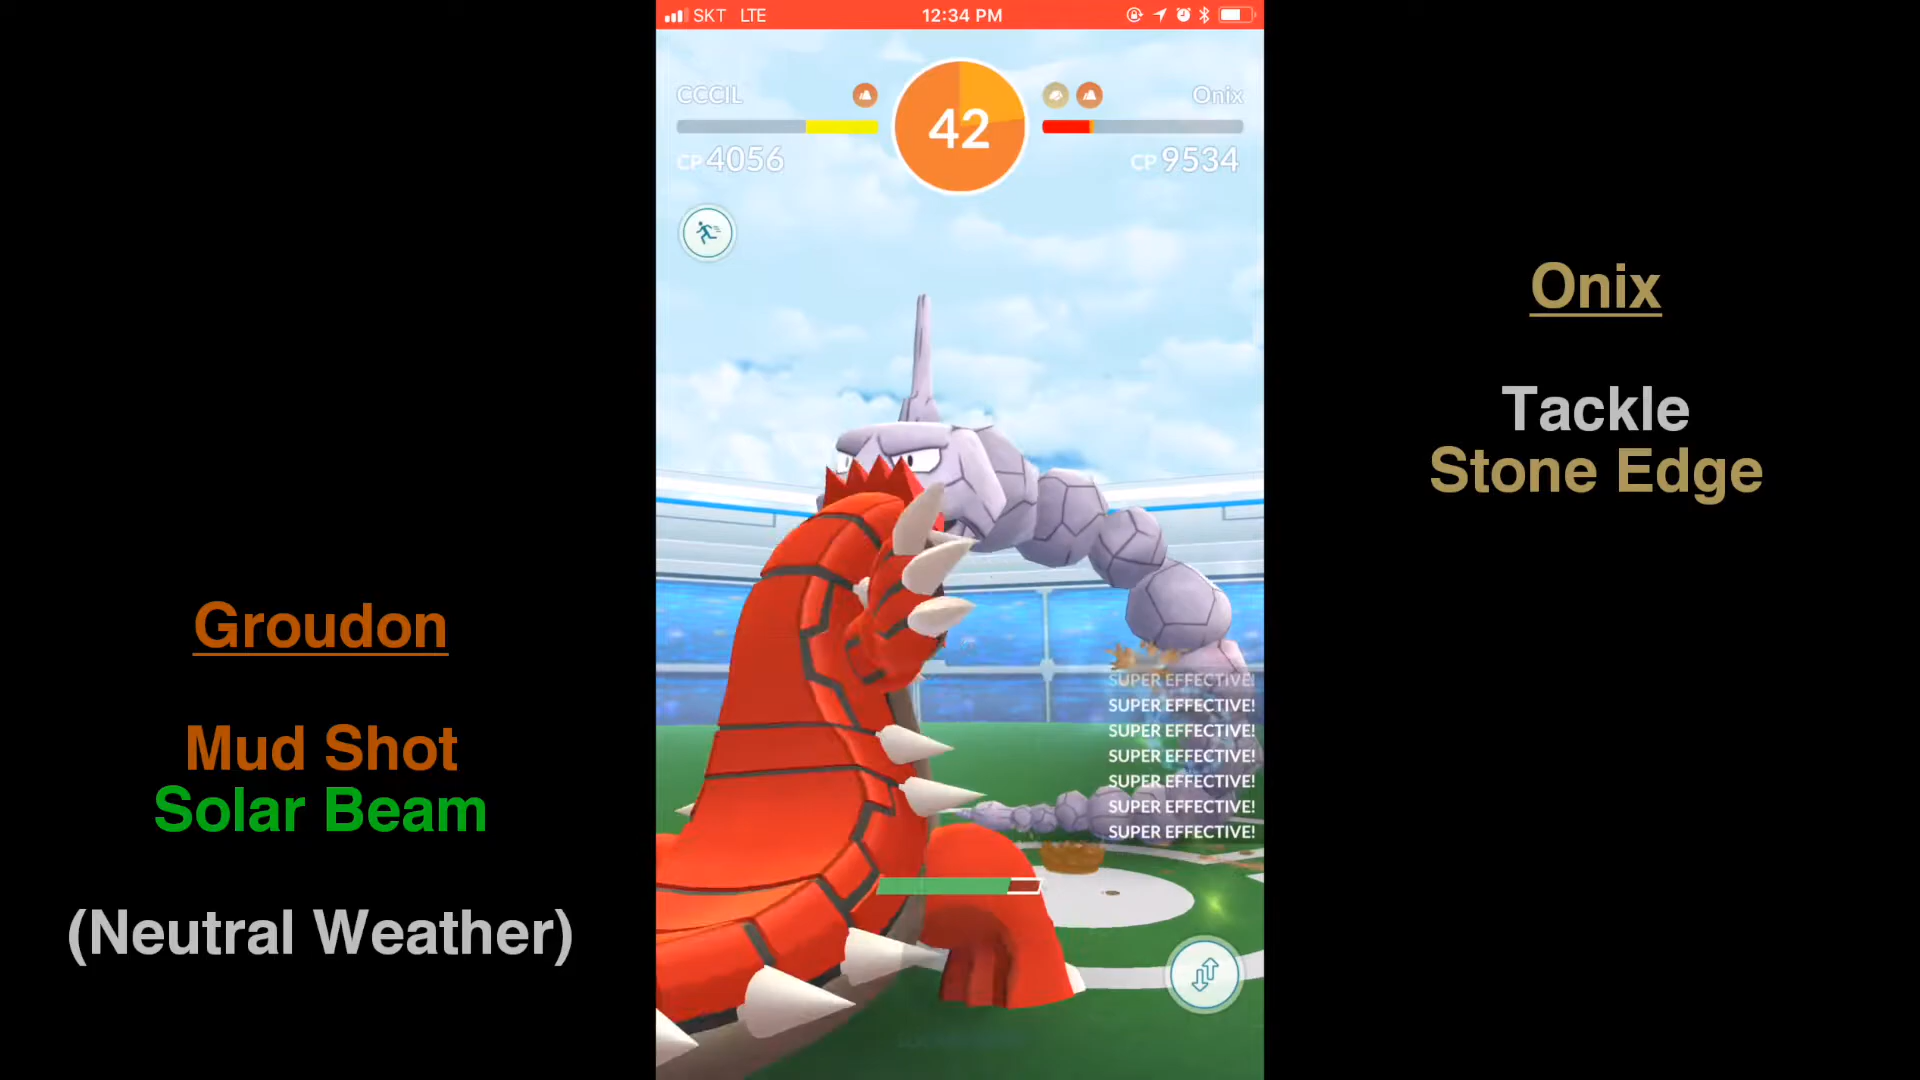 SKT LTE 12:34 PM
CCCIL
42
Onix
CP 4056
CP 9534
Onix
Tackle
Stone Edge
Groudon
Mud Shot
Solar Beam
(Neutral Weather)
SUPER EFFECTIVE!
SUPER EFFECTIVE!
SUPER EFFECTIVE!
SUPER EFFECTIVE!
SUPER EFFECTIVE!
SUPER EFFECTIVE!
SUPER EFFECTIVE!